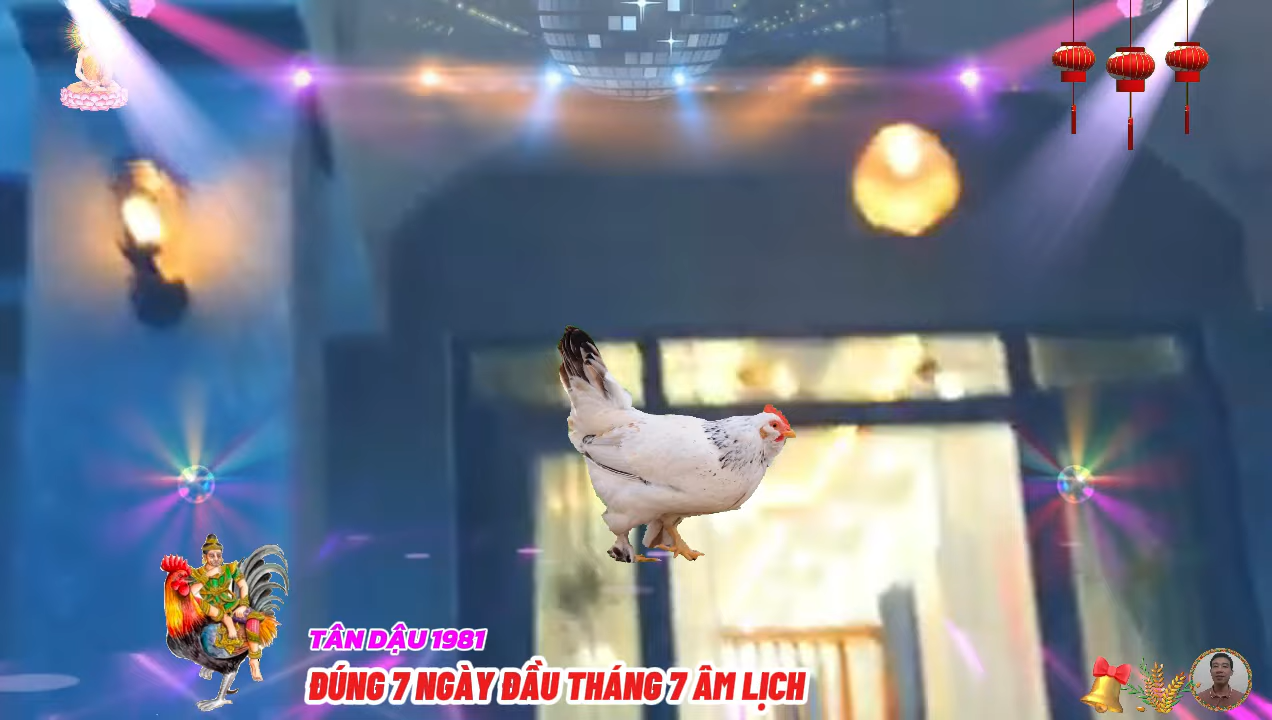 TÂN DẬU 1981
ĐÚNG 7 NGÀY ĐẦU THÁNG 7 ÂM LỊCH